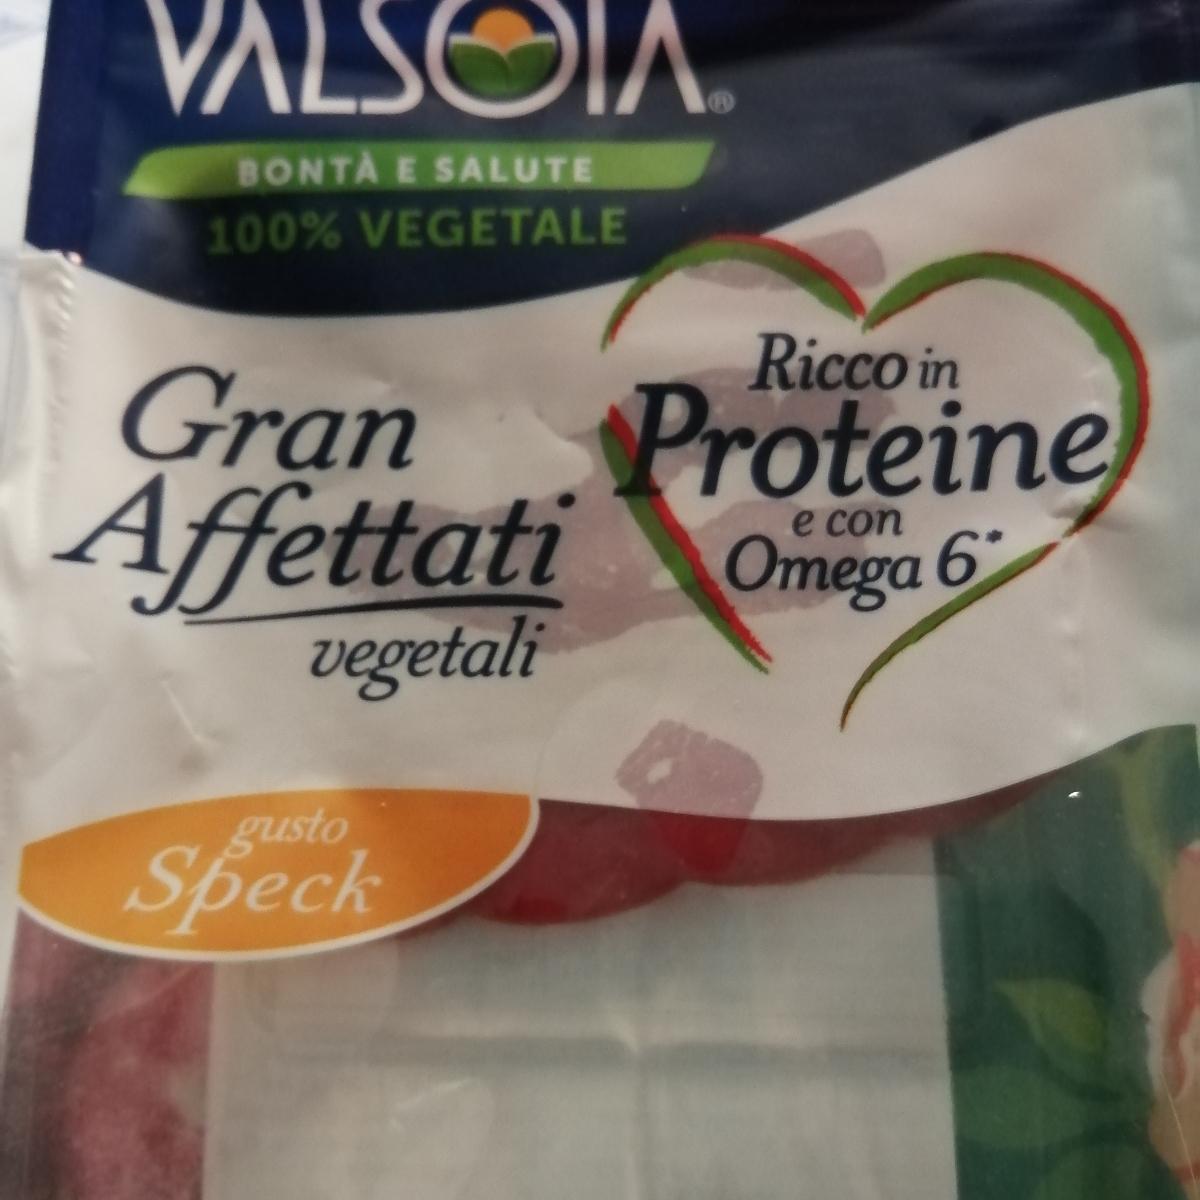 VALSOIA®
BONTÀ E SALUTE
100% VEGETALE
Gran
Affettati
vegetali
Ricco in
Proteine
e con
Omega 6*
gusto
Speck